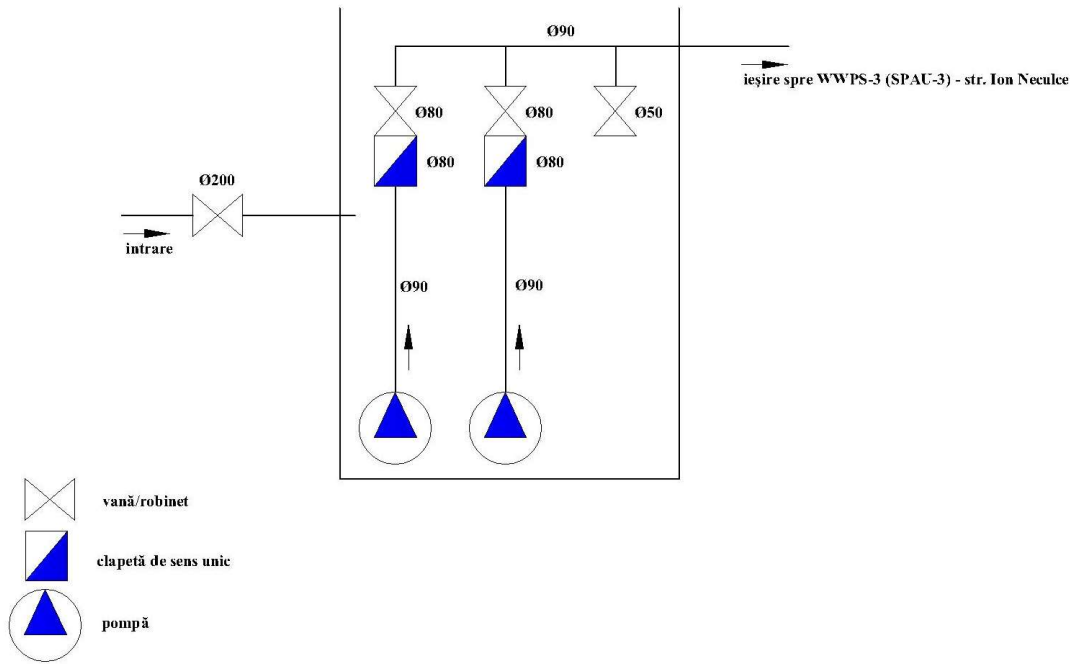 Ø90
ieșire spre WWPS-3 (SPAU-3) - str. Ion Neculce
Ø80
Ø80
Ø50
Ø80
Ø80
Ø200
intrare
Ø90
Ø90
vană/robinet
clapetă de sens unic
pompă